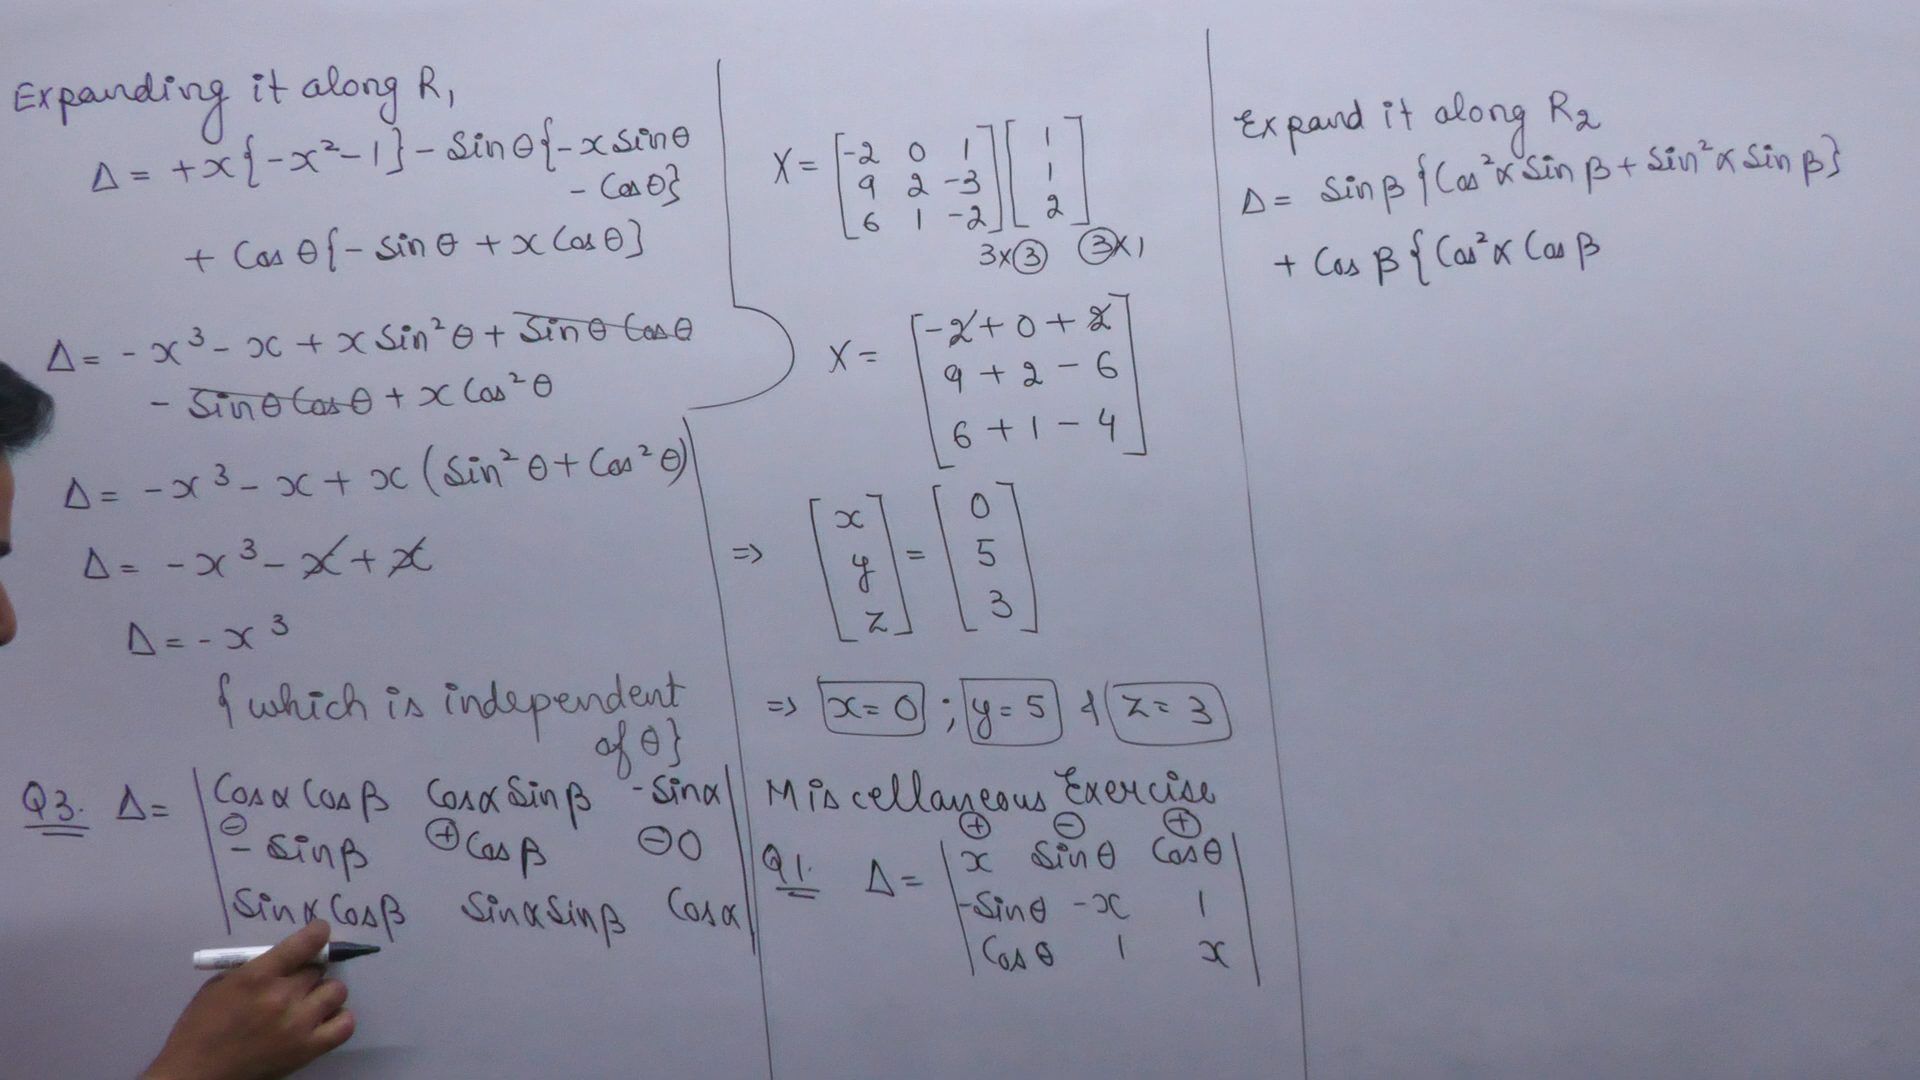 Expanding it along R₁
Δ = +x{-x²-1} - Sinθ{-x Sinθ
- Cosθ}
+ Cosθ{-Sinθ + x Cosθ}
Δ = -x³ - x + x Sin²θ + Sinθ Cosθ
- Sinθ Cosθ + x Cos²θ
Δ = -x³ - x + x (Sin²θ + Cos²θ)
Δ = -x³ - x + x
Δ = -x³
{which is independent
of θ}
Q3. Δ = | Cosα Cosβ Cosα Sinβ -Sinα |
⊖ - Sinβ ⊕ Cosβ ⊖ 0
Sinα Cosβ Sinα Sinβ Cosα
X = [ -2 0 1 ] [ 1 ]
9 2 -3 1
6 1 -2 2
3×③ ③×1
X = [ -2 + 0 + 2 ]
9 + 2 - 6
6 + 1 - 4
⇒ [ x y z ] = [ 0 5 3 ]
⇒ x = 0 ; y = 5 & z = 3
Miscellaneous Exercise
⊕ ⊖ ⊕
Q1. Δ = | x Sinθ Cosθ |
-Sinθ -x 1
Cosθ 1 x
Expand it along R₂
Δ = Sinβ {Cos²α Sinβ + Sin²α Sinβ}
+ Cosβ {Cos²α Cosβ